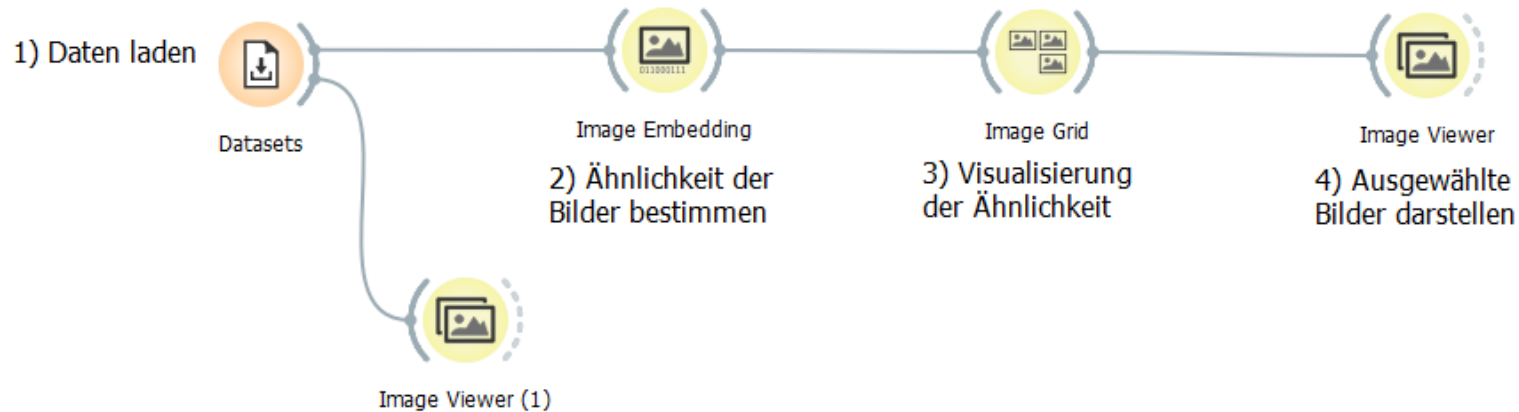 1) Daten laden
Datasets
Image Embedding
2) Ähnlichkeit der
Bilder bestimmen
011000111
Image Grid
3) Visualisierung
der Ähnlichkeit
Image Viewer
4) Ausgewählte
Bilder darstellen
Image Viewer (1)